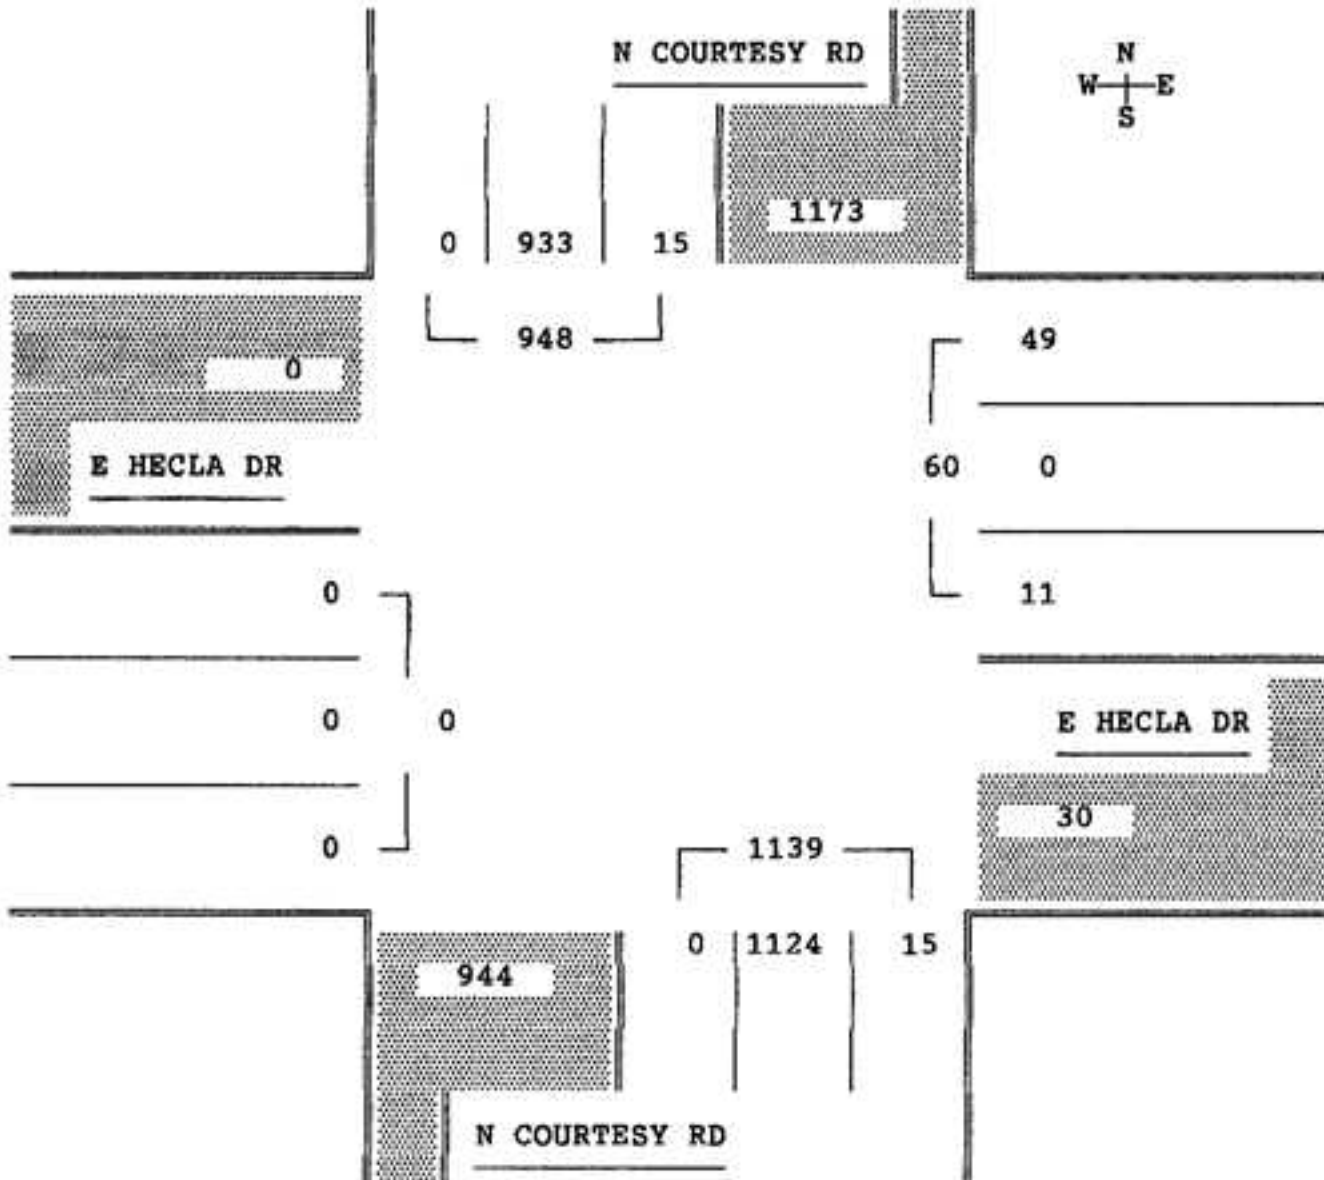 N COURTESY RD
N
W E
S
1173
0 933 15
948
49
0
E HECLA DR
60 0
0
11
0 0
E HECLA DR
30
0
1139
0 1124 15
944
N COURTESY RD